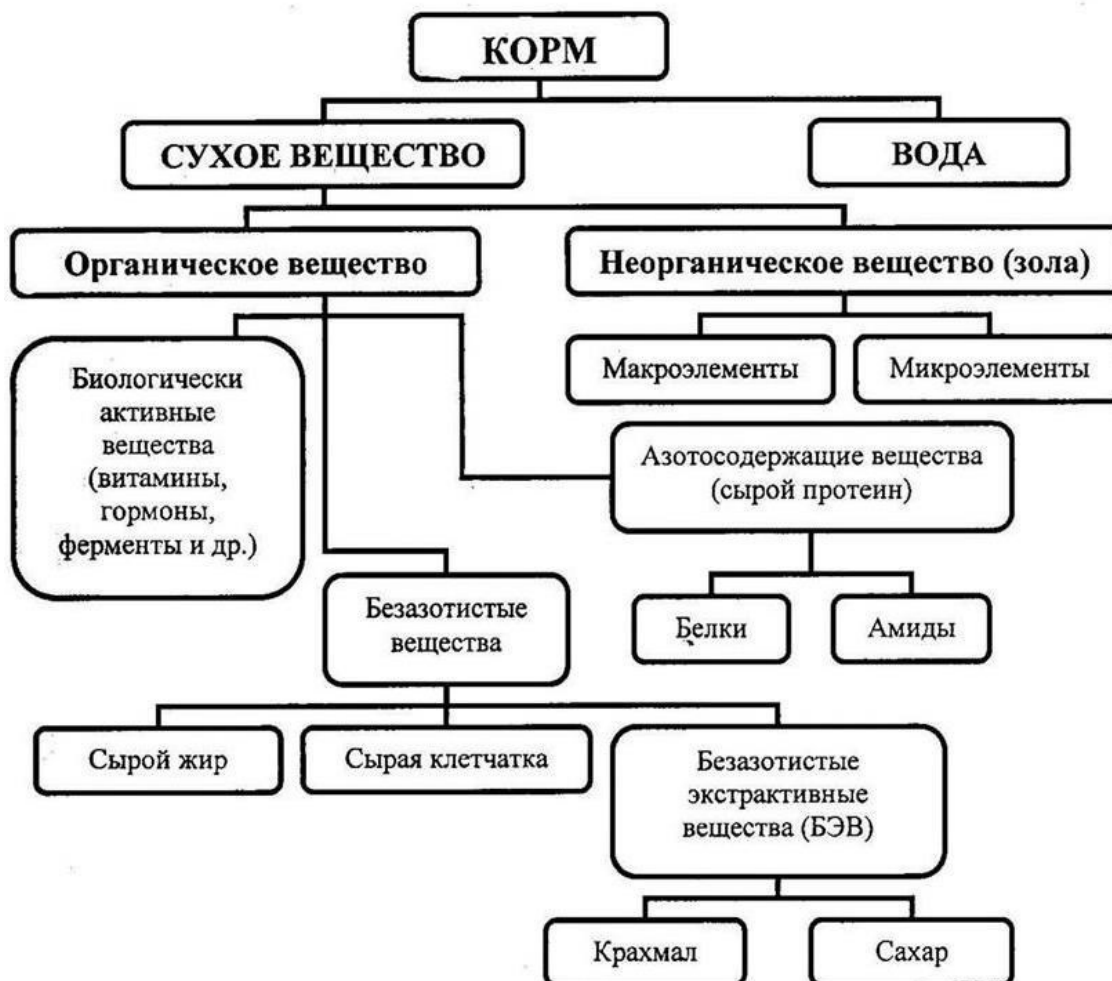 КОРМ
СУХОЕ ВЕЩЕСТВО
ВОДА
Органическое вещество
Неорганическое вещество (зола)
Макроэлементы
Микроэлементы
Биологически
активные
вещества
(витамины,
гормоны,
ферменты и др.)
Азотосодержащие вещества
(сырой протеин)
Белки
Амиды
Безазотистые
вещества
Сырой жир
Сырая клетчатка
Безазотистые
экстрактивные
вещества (БЭВ)
Крахмал
Сахар